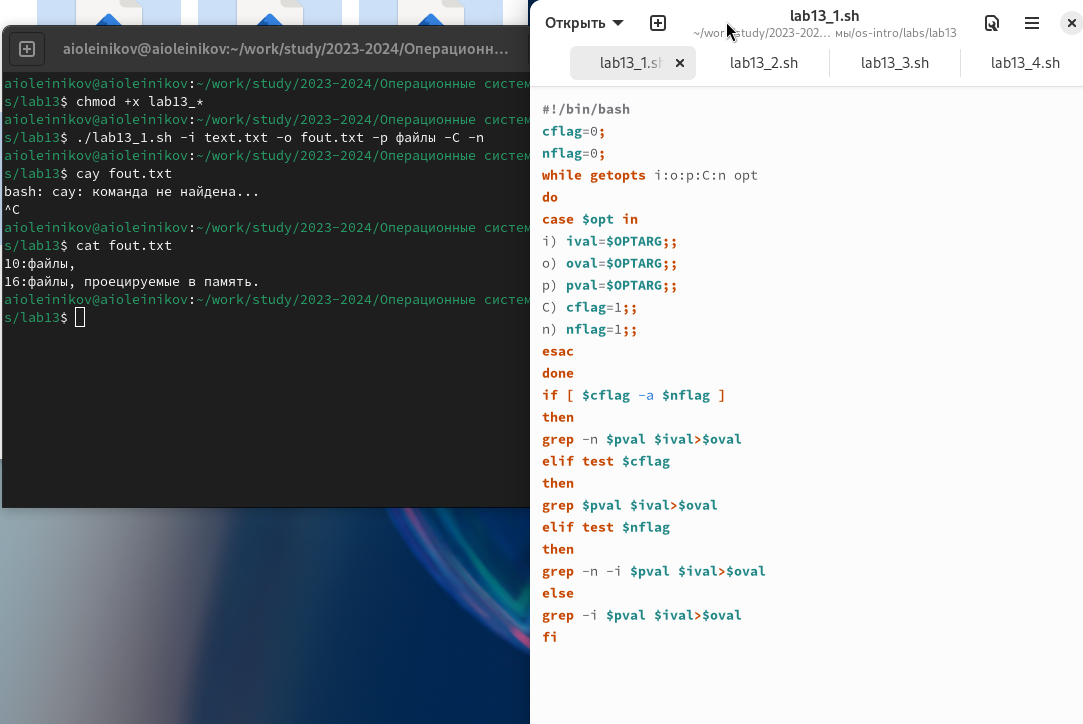 aioleinikov@aioleinikov:~/work/study/2023-2024/Операционн...
aioleinikov@aioleinikov:~/work/study/2023-2024/Операционные систем
s/lab13$ chmod +x lab13_*
aioleinikov@aioleinikov:~/work/study/2023-2024/Операционные систем
s/lab13$ ./lab13_1.sh -i text.txt -o fout.txt -p файлы -C -n
aioleinikov@aioleinikov:~/work/study/2023-2024/Операционные систем
s/lab13$ cay fout.txt
bash: cay: команда не найдена...
^C
aioleinikov@aioleinikov:~/work/study/2023-2024/Операционные систем
s/lab13$ cat fout.txt
10:файлы,
16:файлы, проецируемые в память.
aioleinikov@aioleinikov:~/work/study/2023-2024/Операционные систем
s/lab13$
Открыть
lab13_1.sh
~/wor study/2023-202... мы/os-intro/labs/lab13
lab13_1.sh lab13_2.sh lab13_3.sh lab13_4.sh
#!/bin/bash
cflag=0;
nflag=0;
while getopts i:o:p:C:n opt
do
case $opt in
i) ival=$OPTARG;;
o) oval=$OPTARG;;
p) pval=$OPTARG;;
C) cflag=1;;
n) nflag=1;;
esac
done
if [ $cflag -a $nflag ]
then
grep -n $pval $ival>$oval
elif test $cflag
then
grep $pval $ival>$oval
elif test $nflag
then
grep -n -i $pval $ival>$oval
else
grep -i $pval $ival>$oval
fi